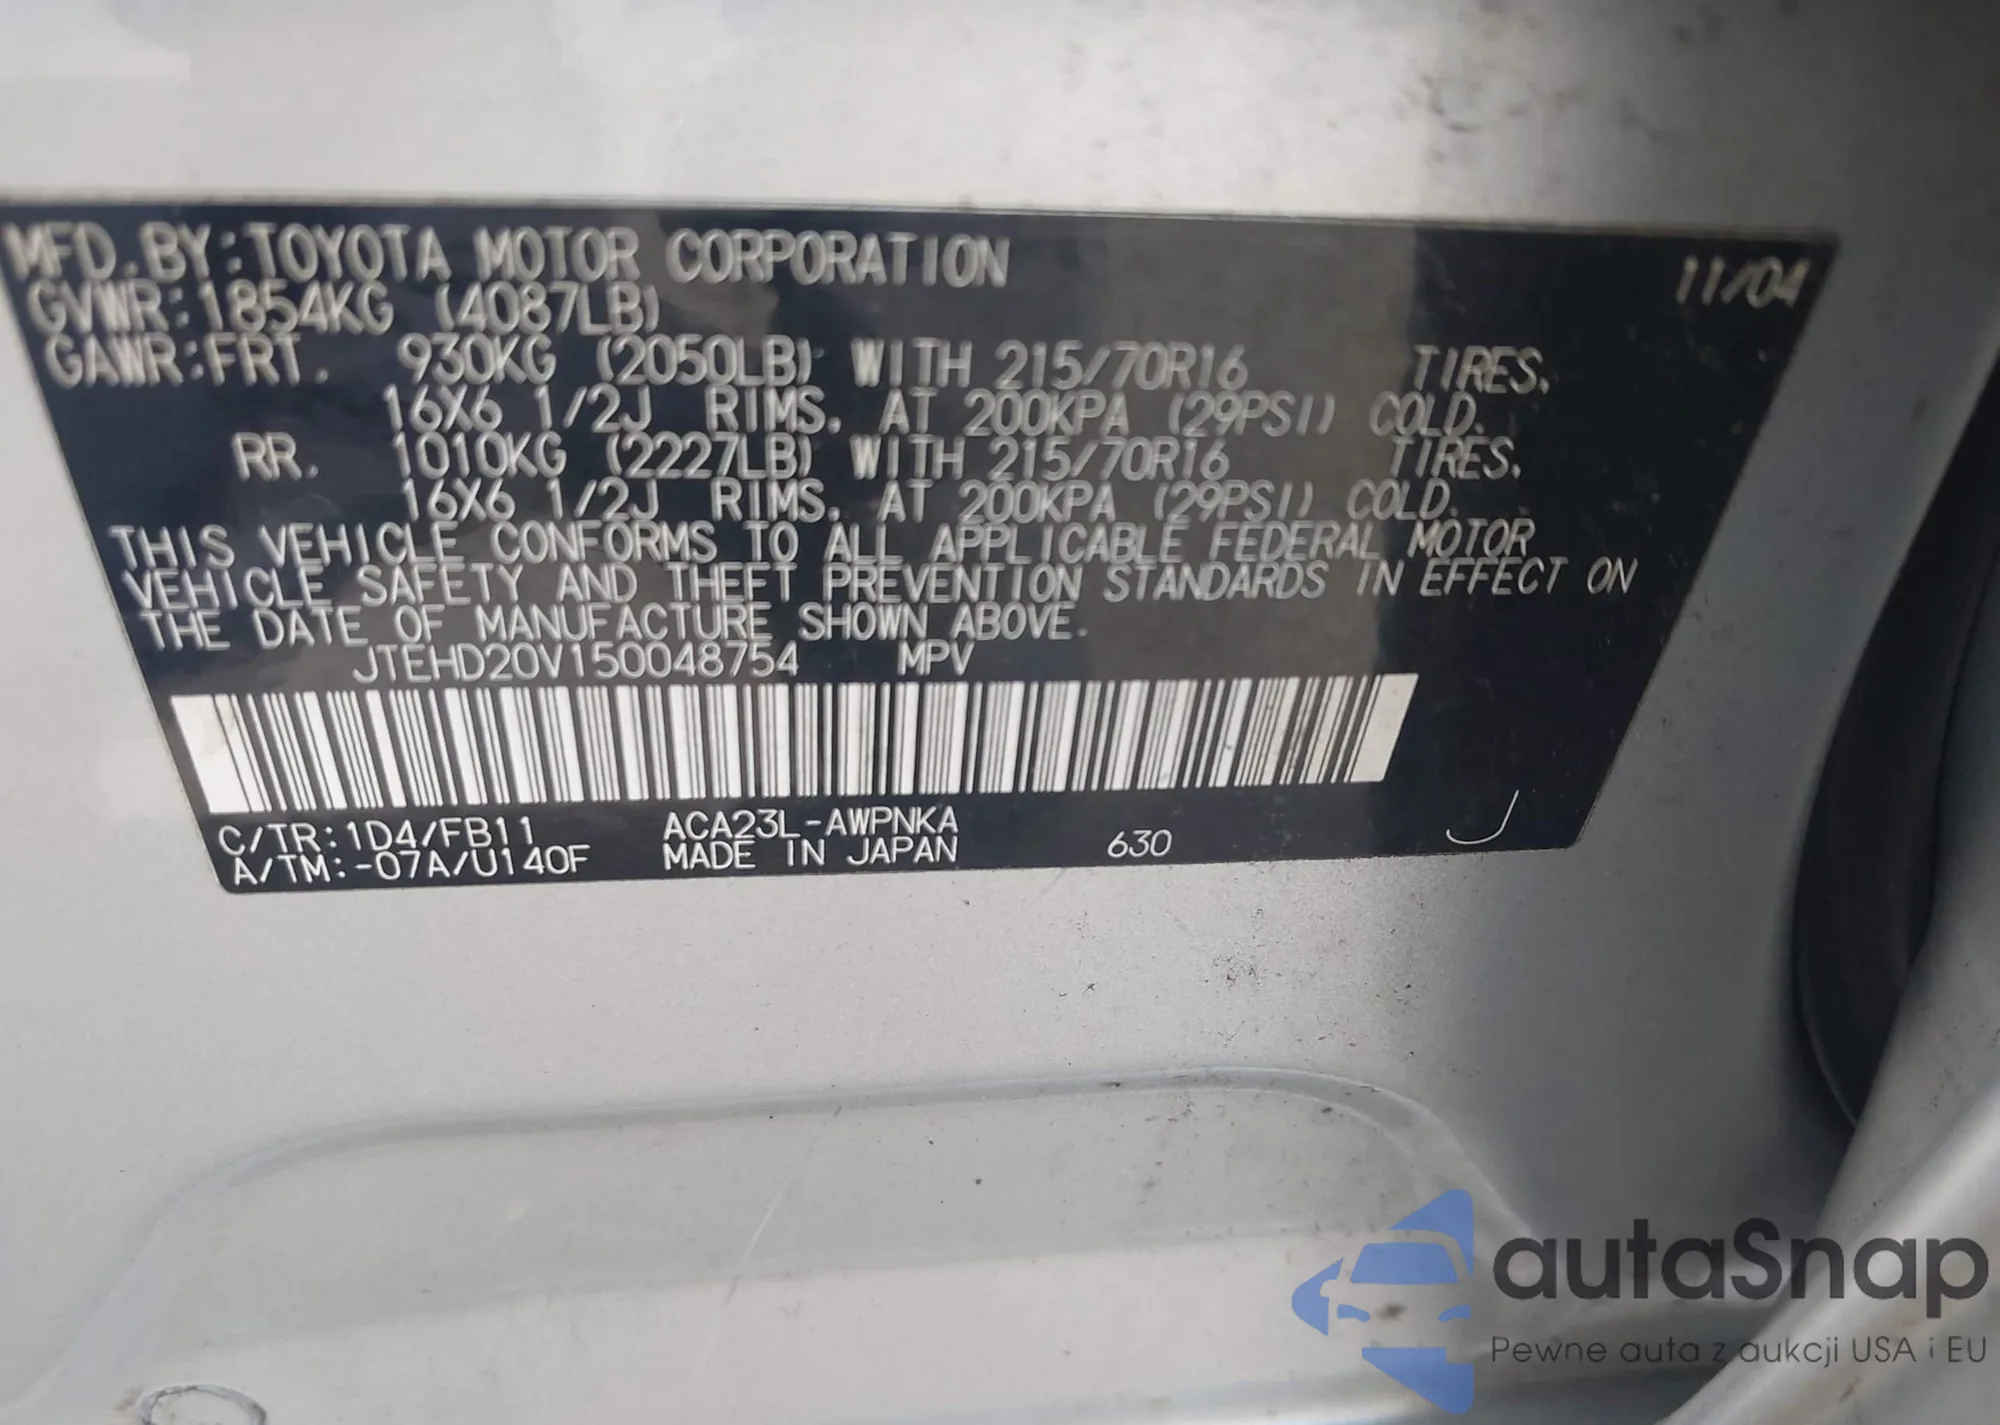 MFD.BY:TOYOTA MOTOR CORPORATION 11/04
GVWR:1854KG (4087LB)
GAWR:FRT. 930KG (2050LB) WITH 215/70R16 TIRES,
16X6 1/2J RIMS, AT 200KPA (29PSI) COLD.
RR. 1010KG (2227LB) WITH 215/70R16 TIRES,
16X6 1/2J RIMS, AT 200KPA (29PSI) COLD.
THIS VEHICLE CONFORMS TO ALL APPLICABLE FEDERAL MOTOR
VEHICLE SAFETY AND THEFT PREVENTION STANDARDS IN EFFECT ON
THE DATE OF MANUFACTURE SHOWN ABOVE.
JTEHD20V150048754 MPV
C/TR:1D4/FB11 ACA23L-AWPNKA 630 J
A/TM:-07A/U140F MADE IN JAPAN
autaSnap
Pewne auta z aukcji USA i EU